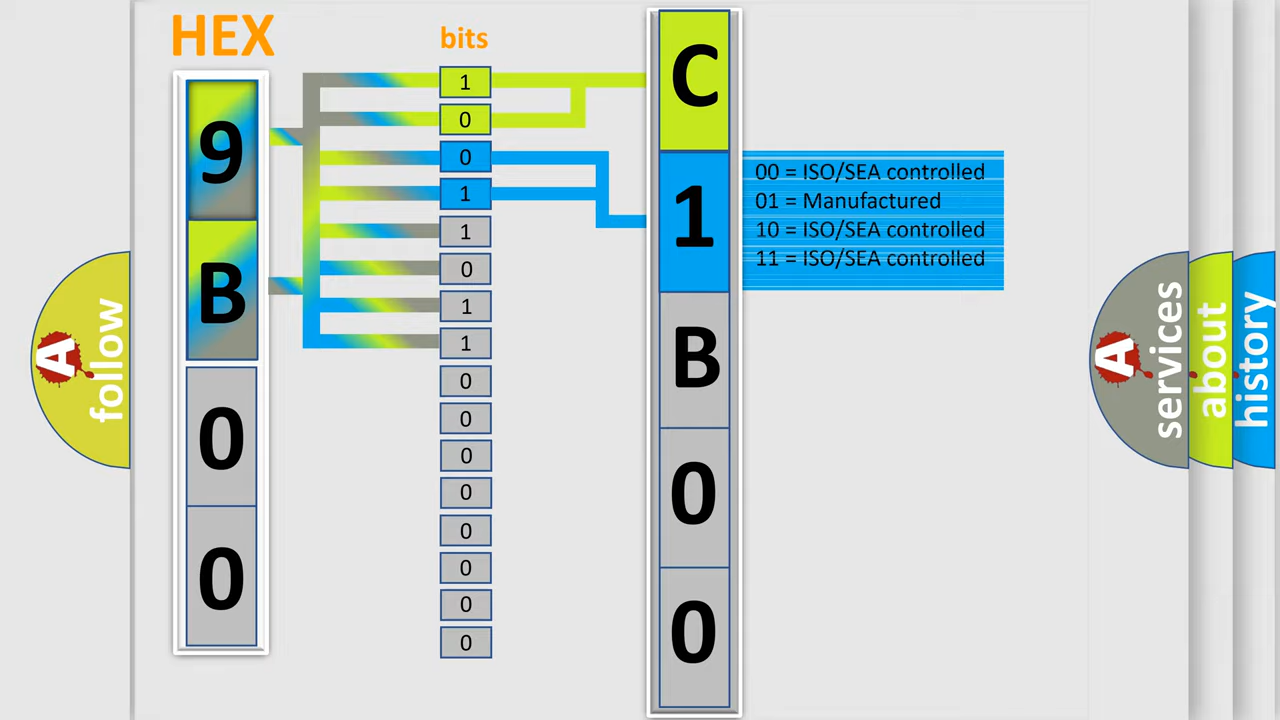 HEX
bits
9
B
0
0
1
0
0
1
1
0
1
1
0
0
0
0
0
0
0
0
C
1
B
0
0
00 = ISO/SEA controlled
01 = Manufactured
10 = ISO/SEA controlled
11 = ISO/SEA controlled
A
follow
A
services
about
history